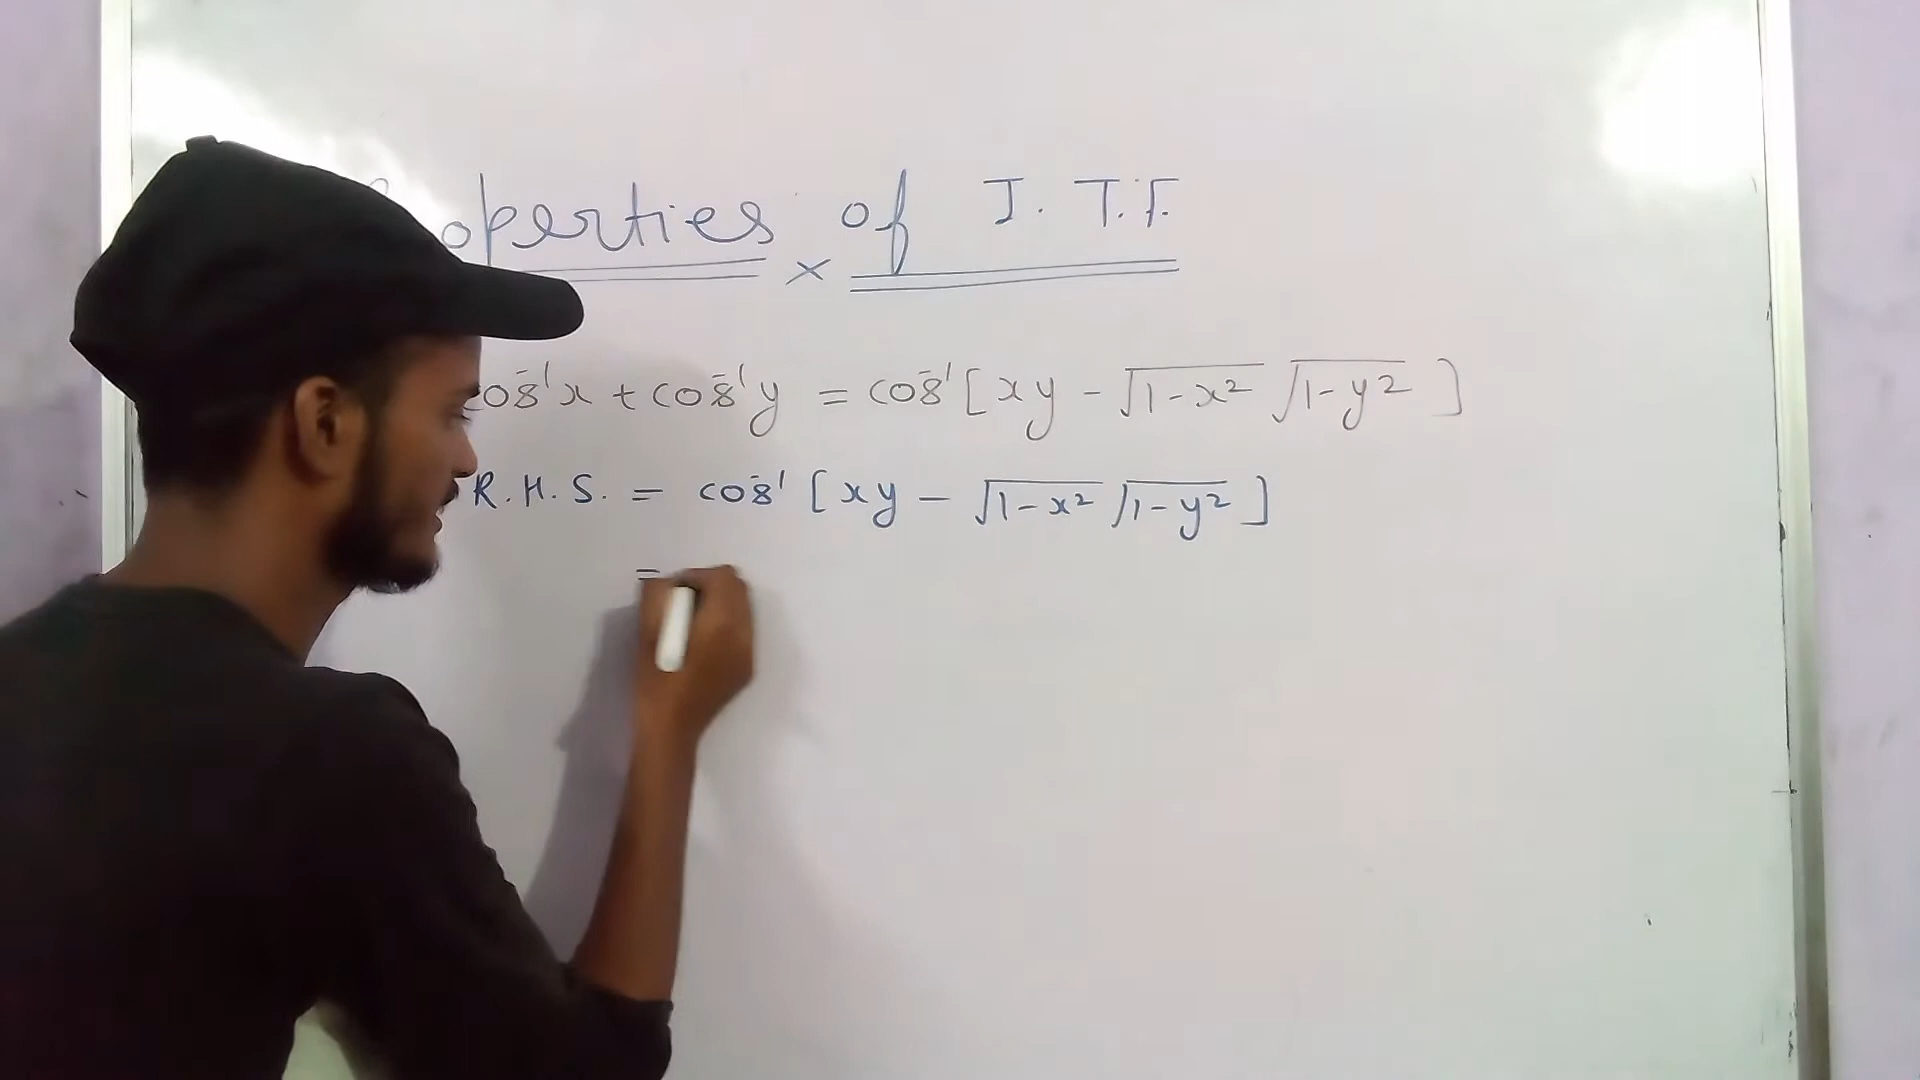 operties of I.T.F.
×
cos⁻¹x + cos⁻¹y = cos⁻¹[xy - √1-x² √1-y² ]
R.H.S. = cos⁻¹ [xy - √1-x² √1-y² ]
=